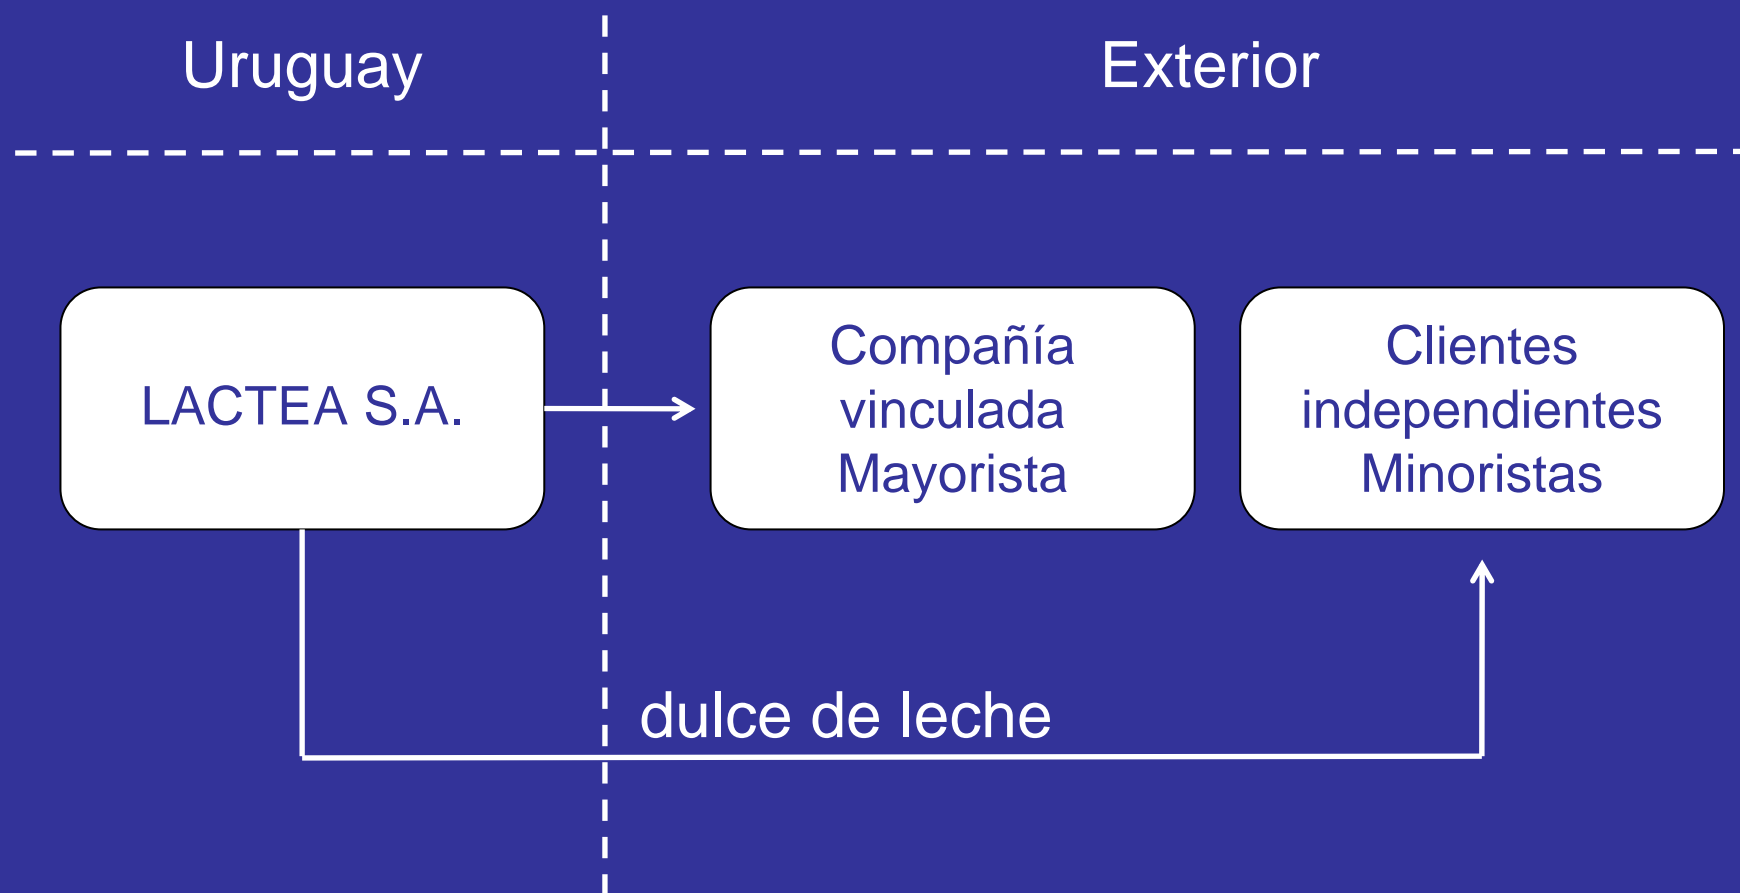 Uruguay
Exterior
LACTEA S.A.
Compañía
vinculada
Mayorista
Clientes
independientes
Minoristas
dulce de leche